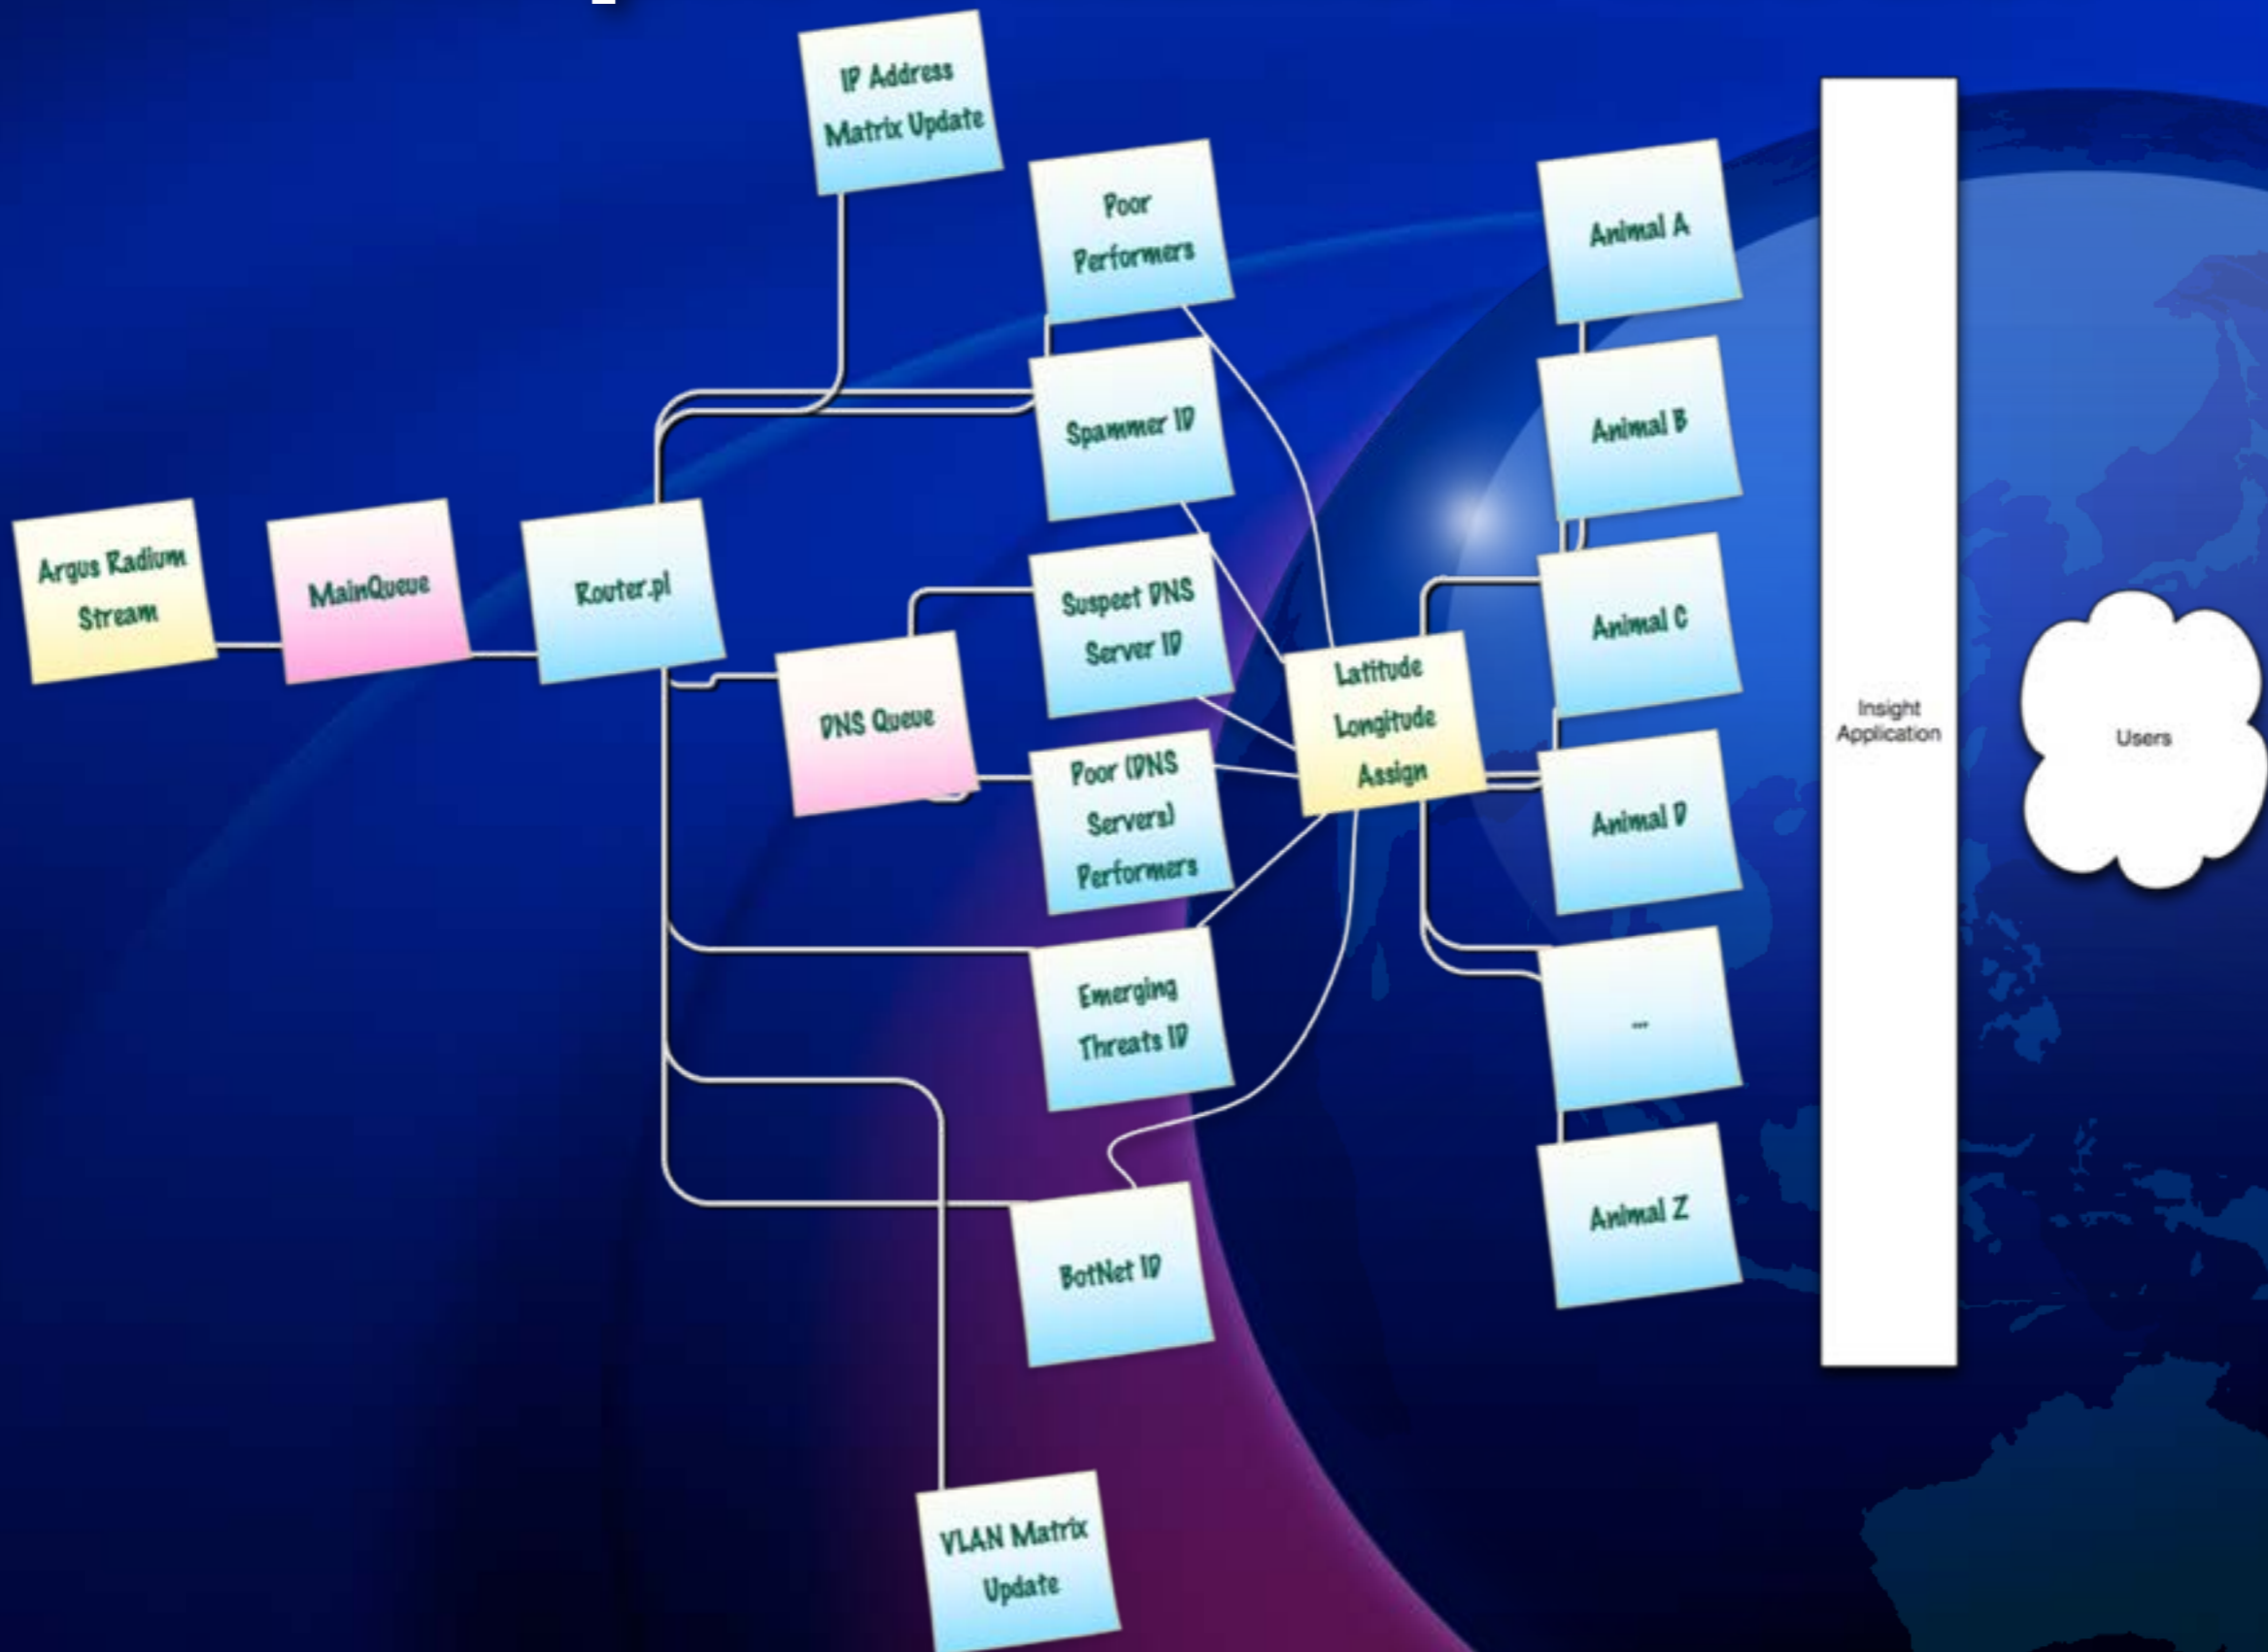 IP Address
Matrix Update
Poor
Performers
Animal A
Spammer ID
Animal B
Argus Radium
Stream
MainQueue
Router.pl
Suspect DNS
Server ID
Animal C
DNS Queue
Latitude
Longitude
Assign
Insight
Application
Users
Poor (DNS
Servers)
Performers
Animal D
Emerging
Threats ID
...
BotNet ID
Animal Z
VLAN Matrix
Update